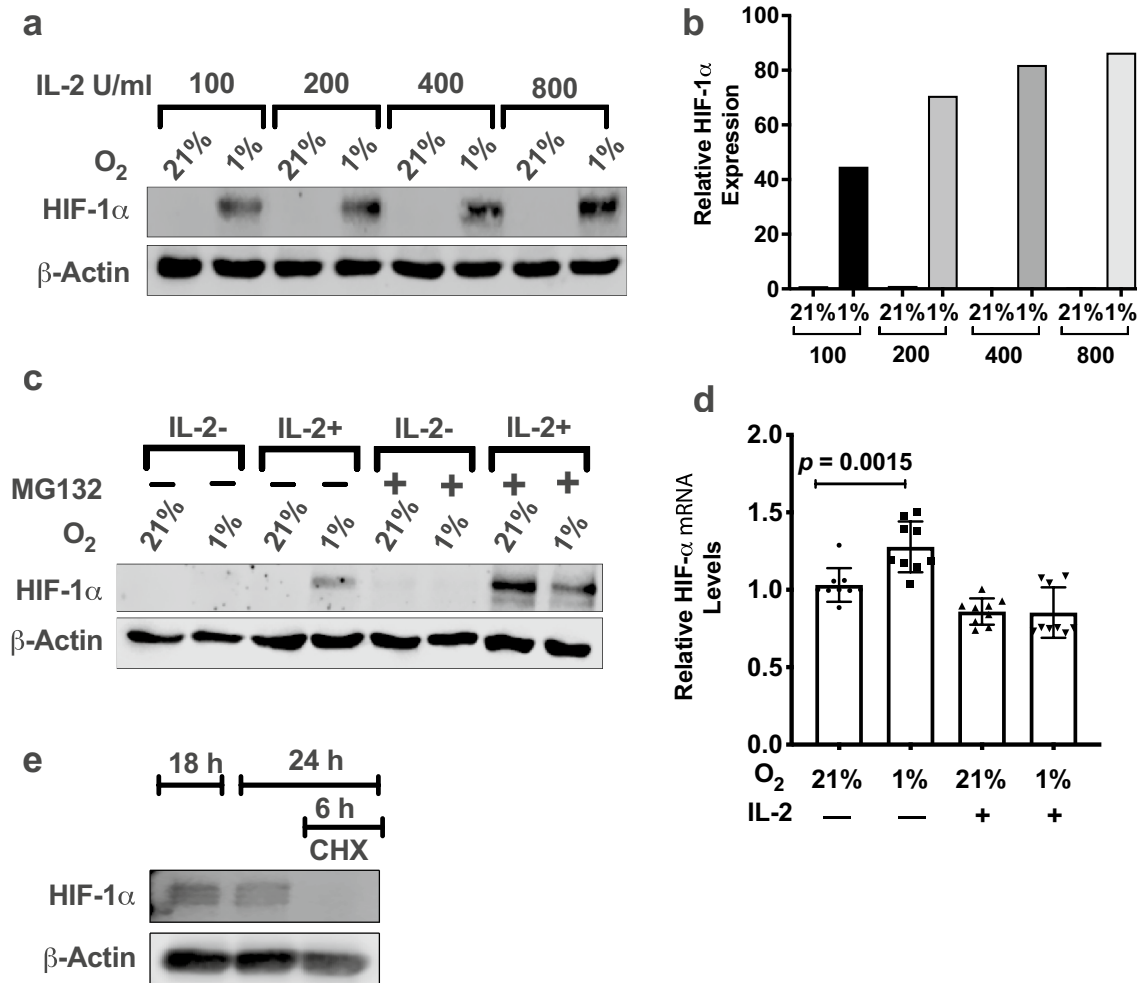 a
IL-2 U/ml 100 200 400 800
O2 21% 1% 21% 1% 21% 1% 21% 1%
HIF-1α
β-Actin
b
Relative HIF-1α
Expression
100
80
60
40
20
0
21% 1% 21% 1% 21% 1% 21% 1%
100 200 400 800
c
IL-2- IL-2+ IL-2- IL-2+
MG132 — — — — + + + +
O2 21% 1% 21% 1% 21% 1% 21% 1%
HIF-1α
β-Actin
d
Relative HIF-α mRNA
Levels
2.0
1.5
1.0
0.5
0.0
p = 0.0015
O2 21% 1% 21% 1%
IL-2 — — + +
e
18 h 24 h
6 h
CHX
HIF-1α
β-Actin